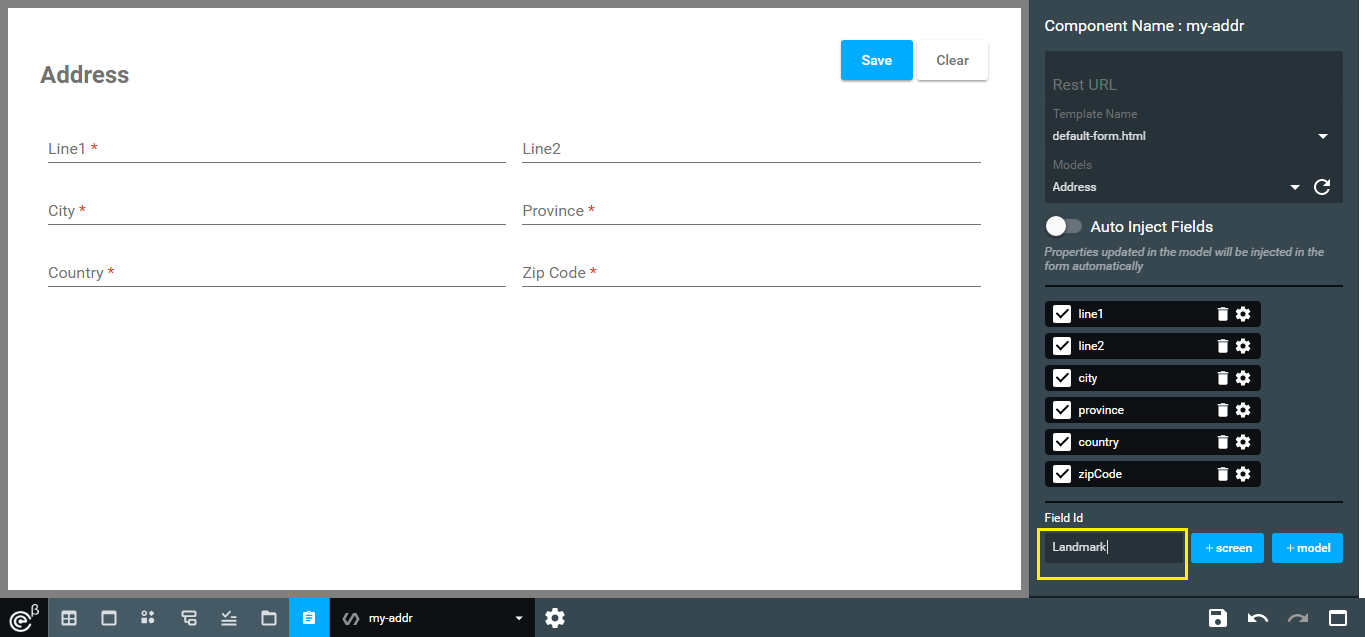 Component Name : my-addr
Address
Save
Clear
Rest URL
Template Name
default-form.html
Models
Address
Auto Inject Fields
Properties updated in the model will be injected in the
form automatically
Line1 *
Line2
City *
Province *
Country *
Zip Code *
line1
line2
city
province
country
zipCode
Field Id
Landmark
+ screen
+ model
e β
my-addr